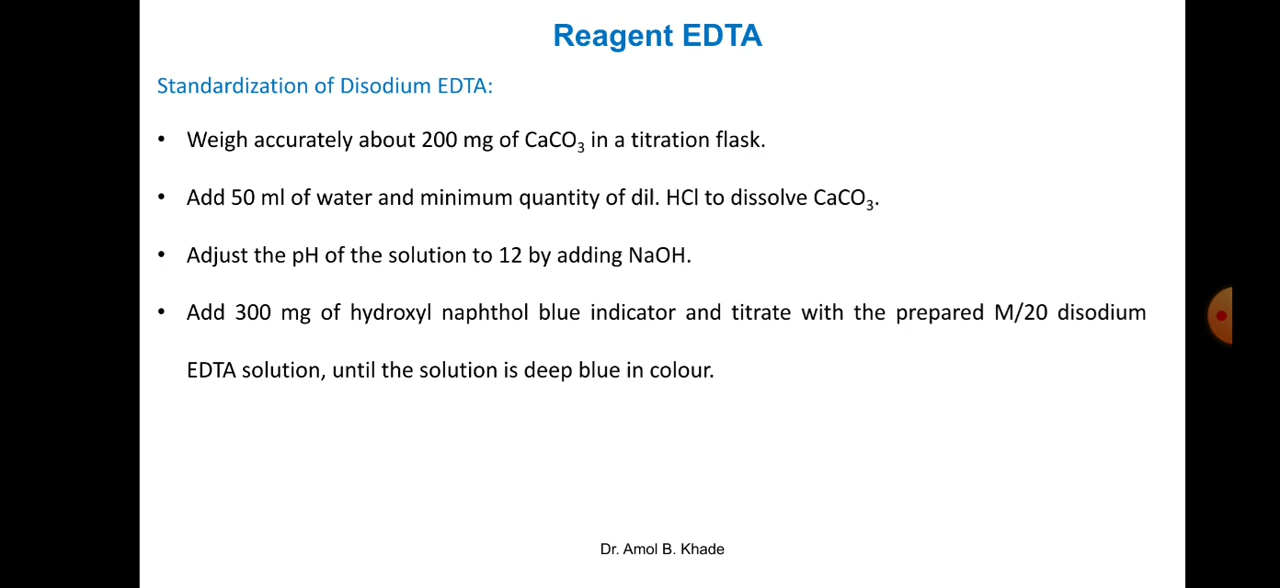 Reagent EDTA
Standardization of Disodium EDTA:
• Weigh accurately about 200 mg of CaCO₃ in a titration flask.
• Add 50 ml of water and minimum quantity of dil. HCl to dissolve CaCO₃.
• Adjust the pH of the solution to 12 by adding NaOH.
• Add 300 mg of hydroxyl naphthol blue indicator and titrate with the prepared M/20 disodium
EDTA solution, until the solution is deep blue in colour.
Dr. Amol B. Khade